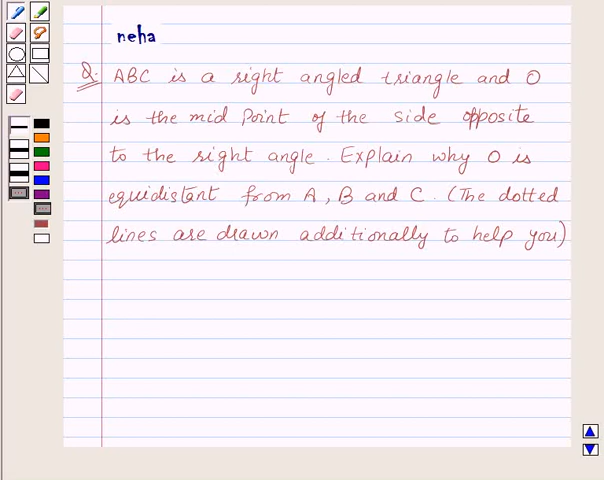 neha
Q. ABC is a right angled triangle and O
is the mid Point of the side opposite
to the right angle. Explain why O is
equidistant from A, B and C. (The dotted
lines are drawn additionally to help you)